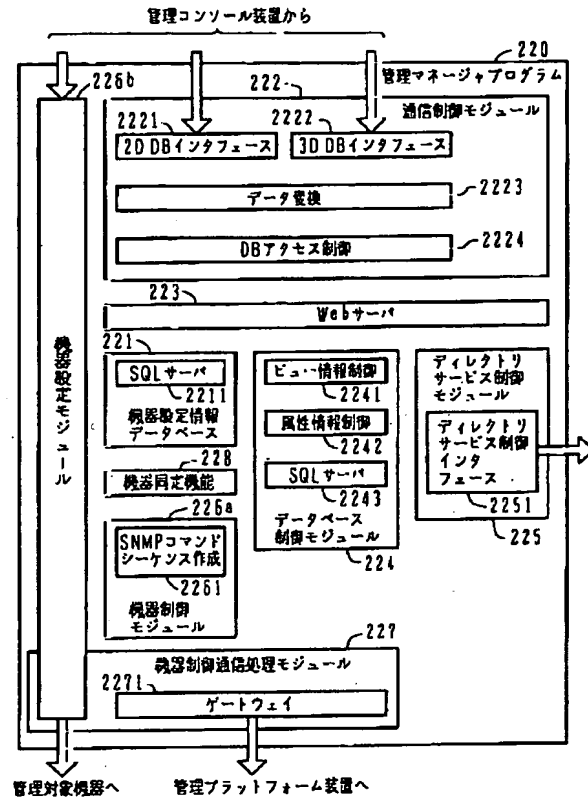 管理コンソール装置から
220
226b
222
管理マネージャプログラム
通信制御モジュール
2221
2222
2D DBインタフェース
3D DBインタフェース
2223
データ変換
2224
DBアクセス制御
223
Webサーバ
機器設定モジュール
221
SQLサーバ
2211
機器設定情報
データベース
228
機器同定機能
226a
SNMPコマンド
シーケンス作成
2261
機器制御
モジュール
ビュー情報制御
2241
属性情報制御
2242
SQLサーバ
2243
データベース
制御モジュール
224
ディレクトリ
サービス制御
モジュール
ディレクトリ
サービス制御
インタ
フェース
2251
225
227
機器制御通信処理モジュール
2271
ゲートウェイ
管理対象機器へ
管理プラットフォーム装置へ